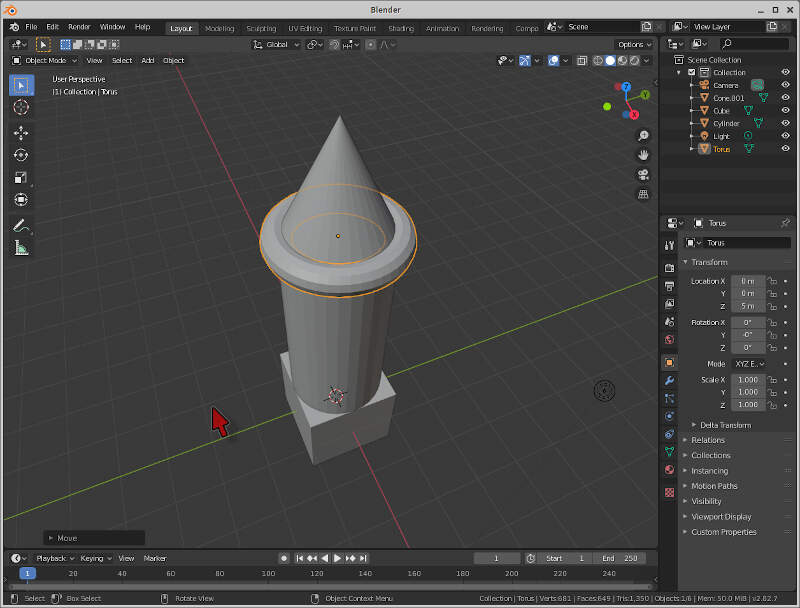 Blender
File Edit Render Window Help Layout Modeling Sculpting UV Editing Texture Paint Shading Animation Rendering Compo Scene View Layer
Global Options
Object Mode View Select Add Object
User Perspective
(1) Collection | Torus
Z
Y
X
Scene Collection
Collection
Camera
Cone.001
Cube
Cylinder
Light
Torus
Torus
Torus
Transform
Location X 0 m
Y 0 m
Z 5 m
Rotation X 0°
Y -0°
Z 0°
Mode XYZ E..
Scale X 1.000
Y 1.000
Z 1.000
Delta Transform
Relations
Collections
Instancing
Motion Paths
Visibility
Viewport Display
Custom Properties
Move
Playback Keying View Marker 1 Start 1 End 250
1 20 40 60 80 100 120 140 160 180 200 220 240
Select Box Select Rotate View Object Context Menu Collection | Torus | Verts:681 | Faces:649 | Tris:1,350 | Objects:1/6 | Mem: 50.0 MiB | v2.82.7